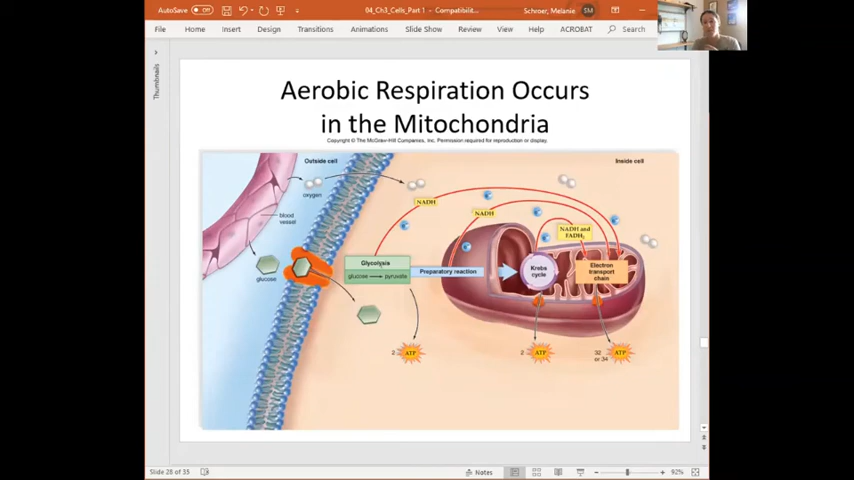 AutoSave Off 04_Ch3_Cells_Part 1 - Compatibilit... Schroer, Melanie SM
File Home Insert Design Transitions Animations Slide Show Review View Help ACROBAT Search
Thumbnails
Aerobic Respiration Occurs
in the Mitochondria
Copyright © The McGraw-Hill Companies, Inc. Permission required for reproduction or display.
Outside cell
Inside cell
oxygen
NADH
NADH
blood
vessel
NADH and
FADH₂
glucose
Glycolysis
glucose → pyruvate
Preparatory reaction
Krebs
cycle
Electron
transport
chain
2 ATP
2 ATP
32
or 34
ATP
Slide 28 of 35 Notes 92%